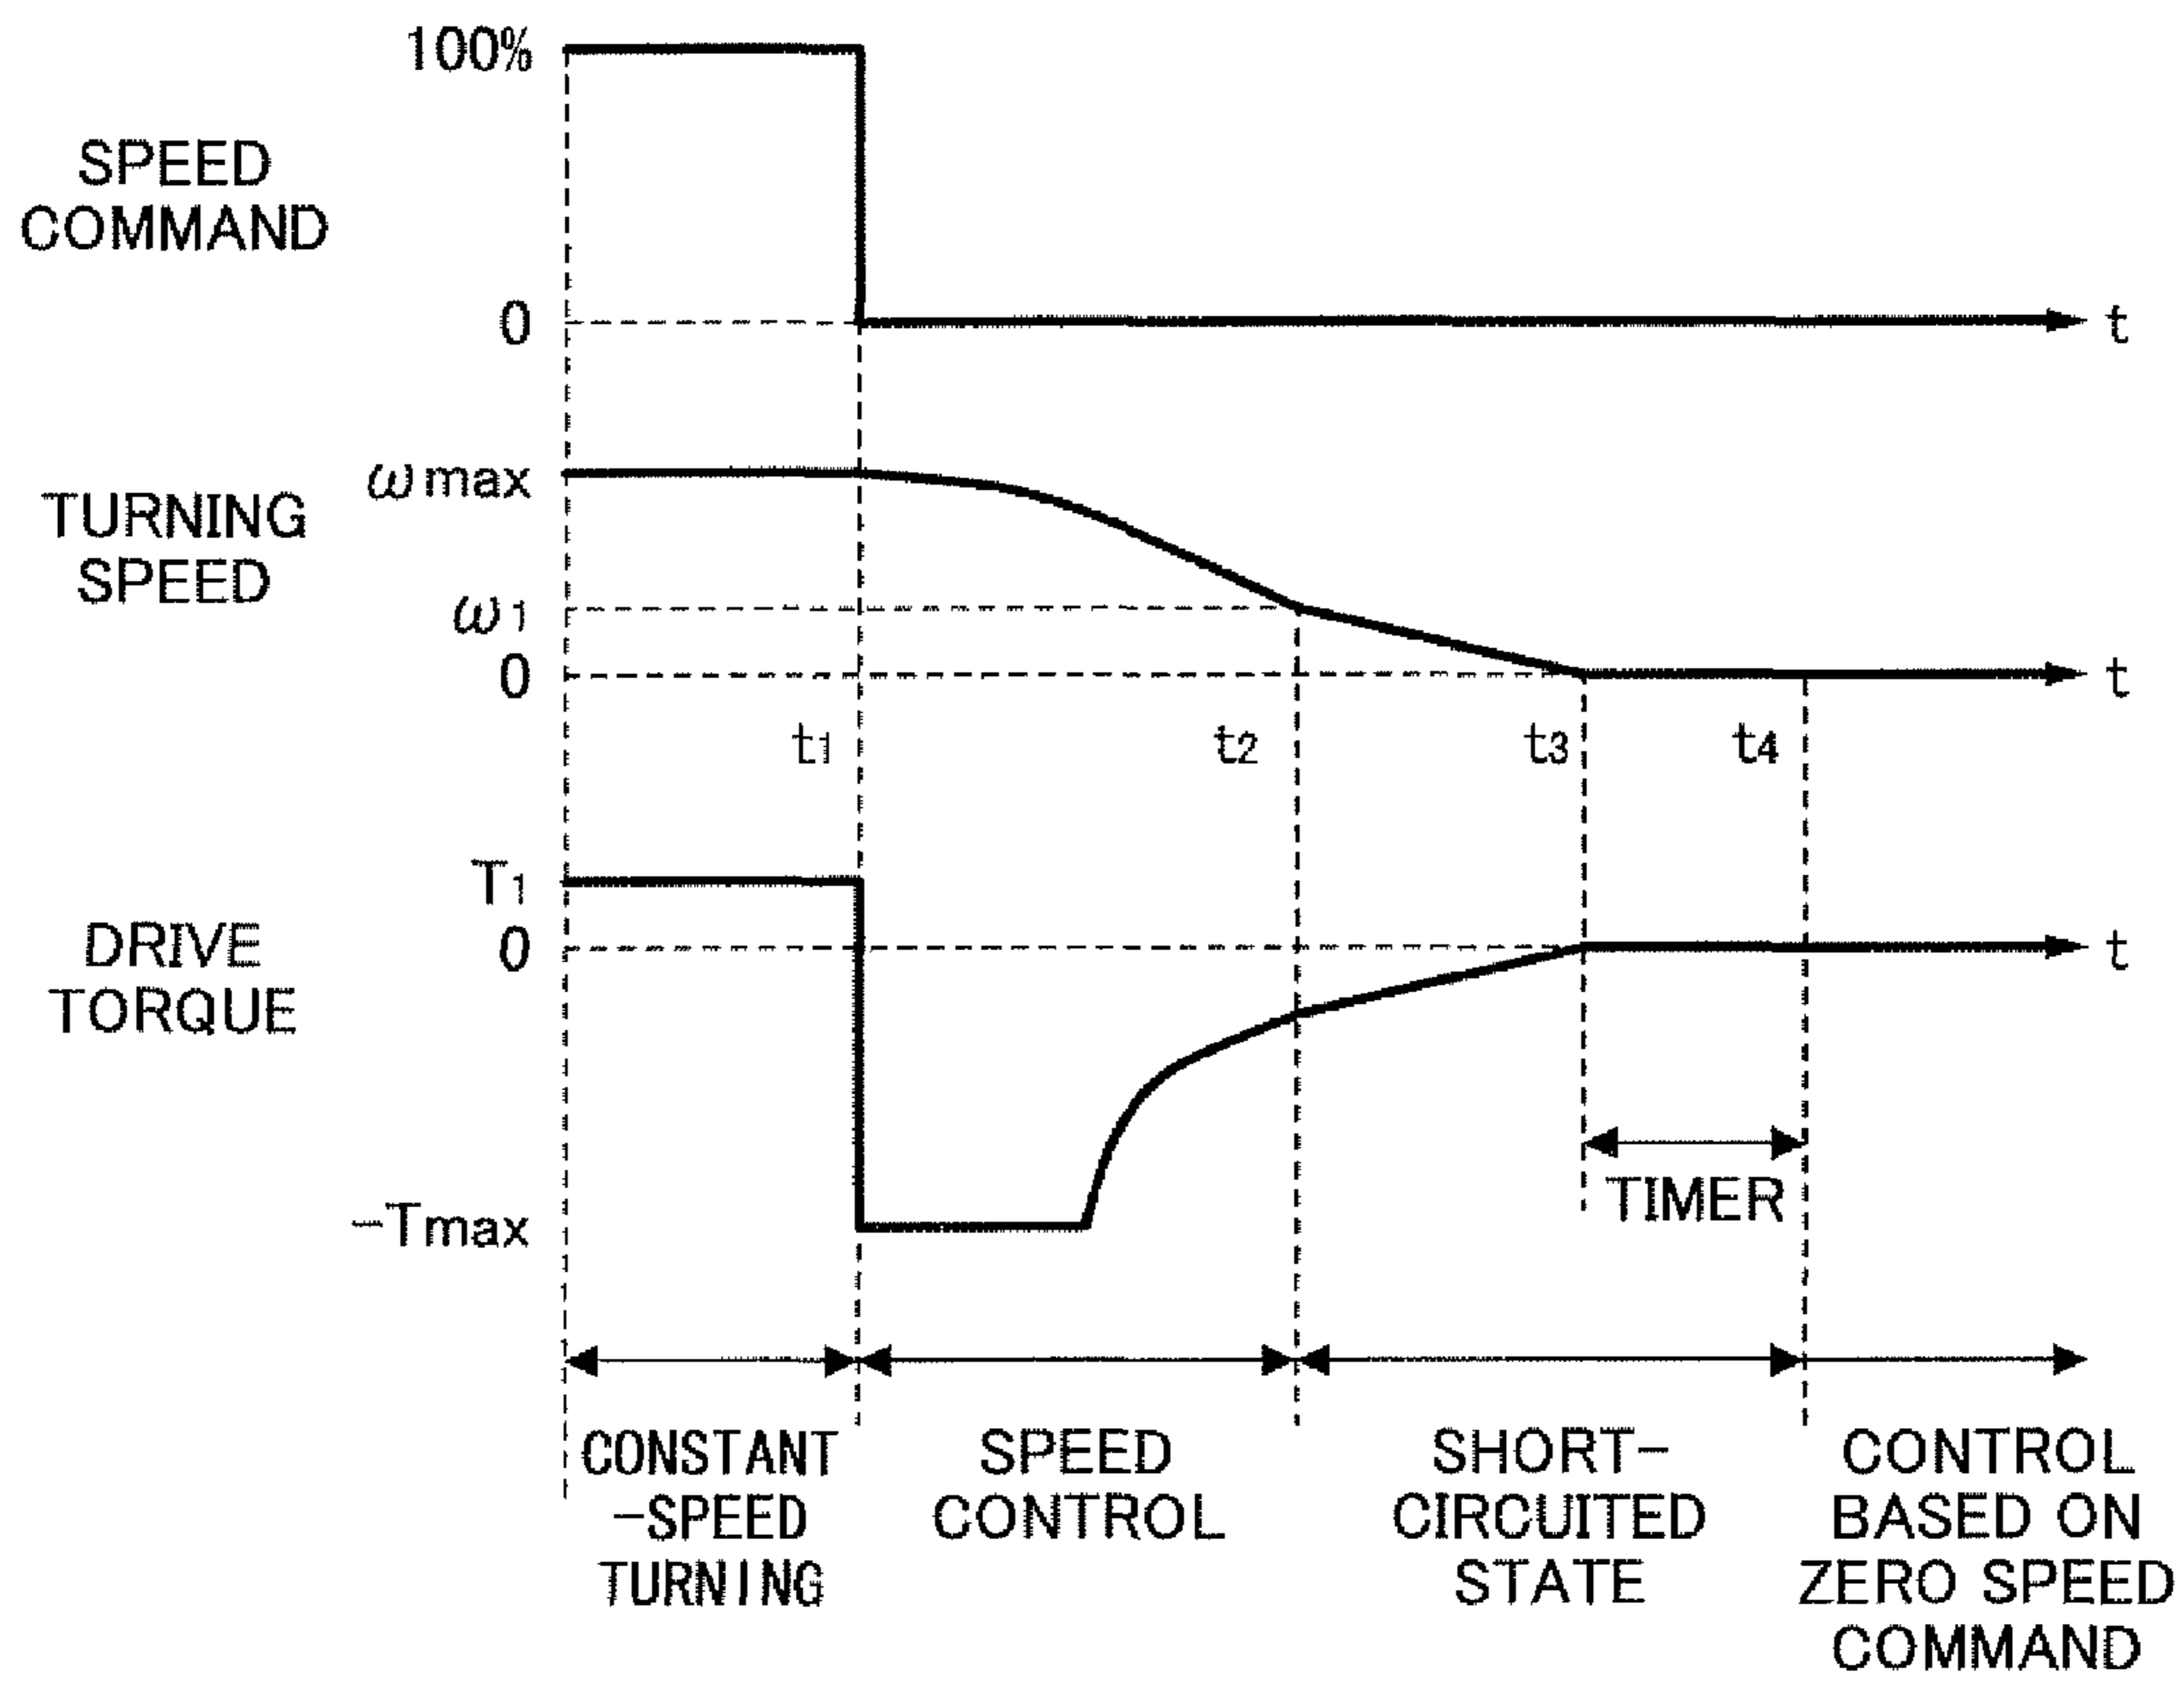 100%
SPEED
COMMAND
0
t
ωmax
TURNING
SPEED
ω1
0
t
t1
t2
t3
t4
T1
DRIVE
TORQUE
0
t
TIMER
-Tmax
CONSTANT
-SPEED
TURNING
SPEED
CONTROL
SHORT-
CIRCUITED
STATE
CONTROL
BASED ON
ZERO SPEED
COMMAND